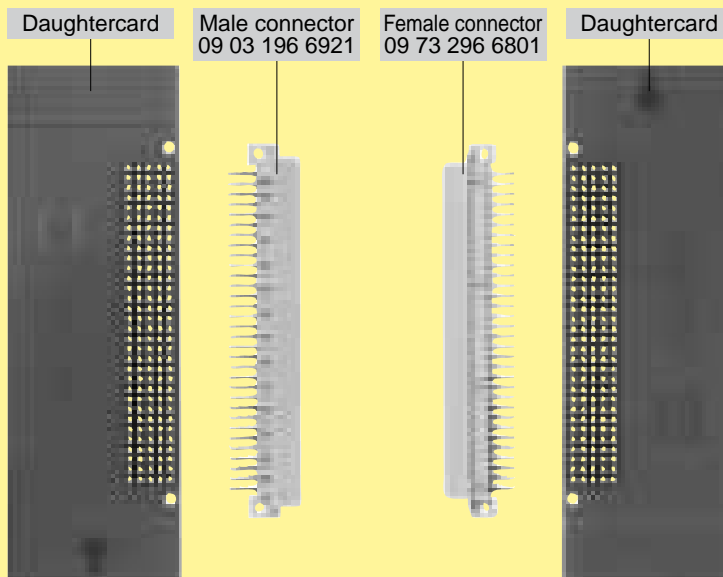 Daughtercard
Male connector
09 03 196 6921
Female connector
09 73 296 6801
Daughtercard